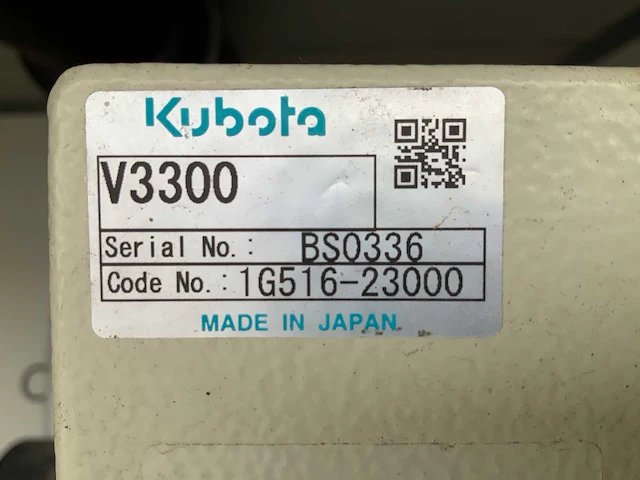 Kubota
V3300
Serial No.: BS0336
Code No.: 1G516-23000
MADE IN JAPAN